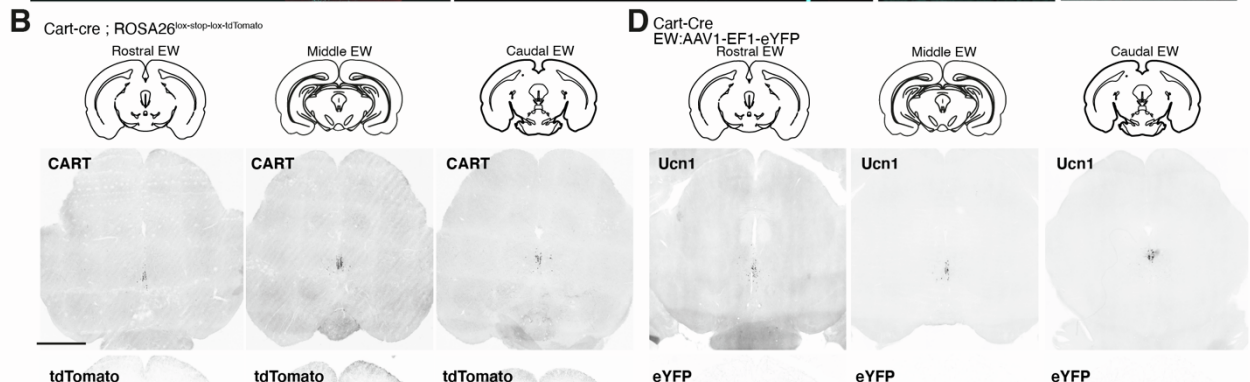 B
Cart-cre ; ROSA26lox-stop-lox-tdTomato
Rostral EW
Middle EW
Caudal EW
CART
CART
CART
tdTomato
tdTomato
tdTomato
D
Cart-Cre
EW:AAV1-EF1-eYFP
Rostral EW
Middle EW
Caudal EW
Ucn1
Ucn1
Ucn1
eYFP
eYFP
eYFP